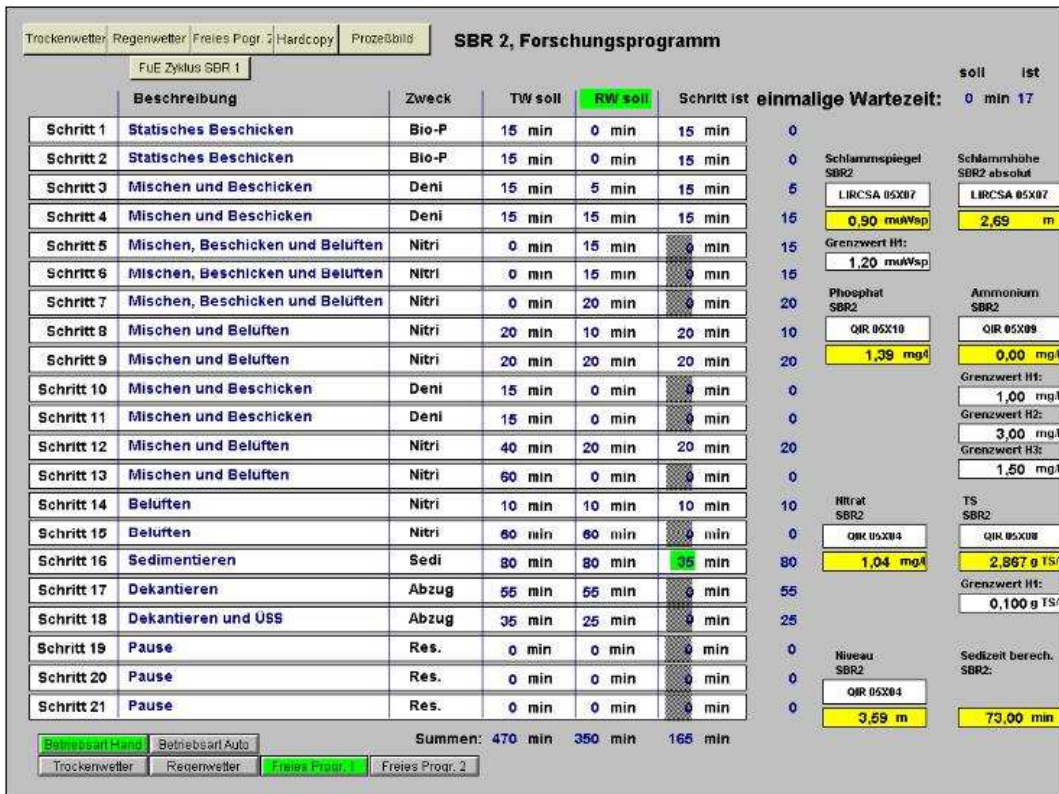 Trockenwetter Regenwetter Freies Pogr. 2 Hardcopy Prozeßbild SBR 2, Forschungsprogramm
FuE Zyklus SBR 1
soll ist
Beschreibung Zweck TW soll RW soll Schritt ist einmalige Wartezeit: 0 min 17
Schritt 1 Statisches Beschicken Bio-P 15 min 0 min 15 min 0
Schritt 2 Statisches Beschicken Bio-P 15 min 0 min 15 min 0
Schritt 3 Mischen und Beschicken Deni 15 min 5 min 15 min 5
Schritt 4 Mischen und Beschicken Deni 15 min 15 min 15 min 15
Schritt 5 Mischen, Beschicken und Belüften Nitri 0 min 15 min 0 min 15
Schritt 6 Mischen, Beschicken und Belüften Nitri 0 min 15 min 0 min 15
Schritt 7 Mischen, Beschicken und Belüften Nitri 0 min 20 min 0 min 20
Schritt 8 Mischen und Belüften Nitri 20 min 10 min 20 min 10
Schritt 9 Mischen und Belüften Nitri 20 min 20 min 20 min 20
Schritt 10 Mischen und Beschicken Deni 15 min 0 min 0 min 0
Schritt 11 Mischen und Beschicken Deni 15 min 0 min 0 min 0
Schritt 12 Mischen und Belüften Nitri 40 min 20 min 20 min 20
Schritt 13 Mischen und Belüften Nitri 60 min 0 min 0 min 0
Schritt 14 Belüften Nitri 10 min 10 min 10 min 10
Schritt 15 Belüften Nitri 60 min 60 min 0 min 0
Schritt 16 Sedimentieren Sedi 80 min 80 min 35 min 80
Schritt 17 Dekantieren Abzug 55 min 55 min 0 min 55
Schritt 18 Dekantieren und ÜSS Abzug 35 min 25 min 0 min 25
Schritt 19 Pause Res. 0 min 0 min 0 min 0
Schritt 20 Pause Res. 0 min 0 min 0 min 0
Schritt 21 Pause Res. 0 min 0 min 0 min 0
Summen: 470 min 350 min 165 min
Betriebsart Hand Betriebsart Auto
Trockenwetter Regenwetter Freies Progr. 1 Freies Progr. 2
Schlammspiegel
SBR2
LIRCSA 05X07
0,90 muWsp
Grenzwert H1:
1,20 muWsp
Schlammhöhe
SBR2 absolut
LIRCSA 05X07
2,69 m
Phosphat
SBR2
QIR 05X10
1,39 mg/l
Ammonium
SBR2
QIR 05X09
0,00 mg/l
Grenzwert H1:
1,00 mg/l
Grenzwert H2:
3,00 mg/l
Grenzwert H3:
1,50 mg/l
Nitrat
SBR2
QIR 05X04
1,04 mg/l
TS
SBR2
QIR 05X08
2,867 g TS/
Grenzwert H1:
0,100 g TS/
Niveau
SBR2
QIR 05X04
3,59 m
Sedizeit berech.
SBR2:
73,00 min